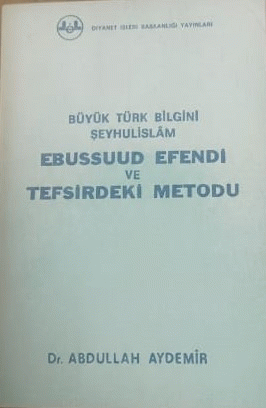 DİYANET İŞLERİ BAŞKANLIĞI YAYINLARI
BÜYÜK TÜRK BİLGİNİ
ŞEYHULİSLÂM
EBUSSUUD EFENDİ
VE
TEFSİRDEKİ METODU
Dr. ABDULLAH AYDEMİR